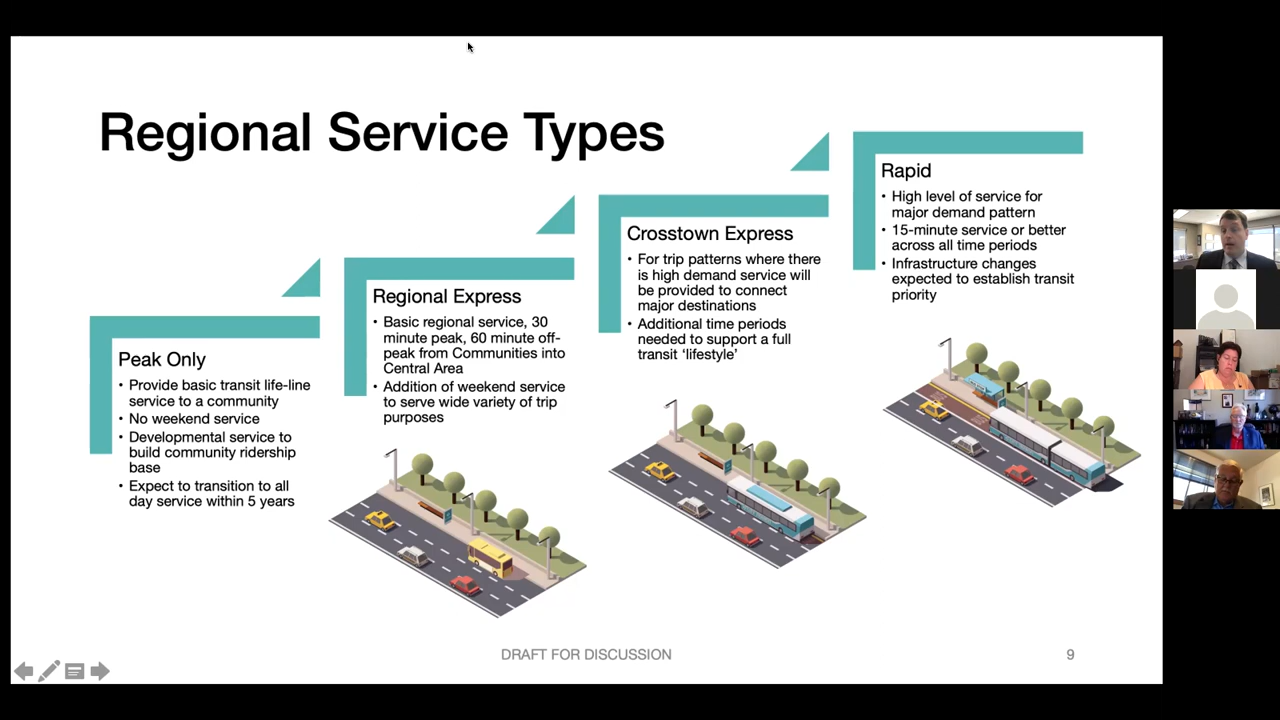 Regional Service Types
Peak Only
• Provide basic transit life-line
service to a community
• No weekend service
• Developmental service to
build community ridership
base
• Expect to transition to all
day service within 5 years
Regional Express
• Basic regional service, 30
minute peak, 60 minute off-
peak from Communities into
Central Area
• Addition of weekend service
to serve wide variety of trip
purposes
Crosstown Express
• For trip patterns where there
is high demand service will
be provided to connect
major destinations
• Additional time periods
needed to support a full
transit ‘lifestyle’
Rapid
• High level of service for
major demand pattern
• 15-minute service or better
across all time periods
• Infrastructure changes
expected to establish transit
priority
DRAFT FOR DISCUSSION
9